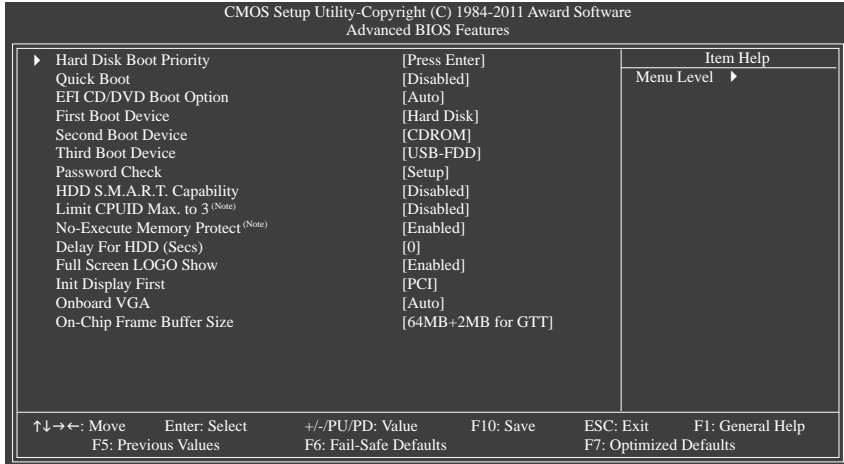 CMOS Setup Utility-Copyright (C) 1984-2011 Award Software
Advanced BIOS Features
Hard Disk Boot Priority [Press Enter]
Quick Boot [Disabled]
EFI CD/DVD Boot Option [Auto]
First Boot Device [Hard Disk]
Second Boot Device [CDROM]
Third Boot Device [USB-FDD]
Password Check [Setup]
HDD S.M.A.R.T. Capability [Disabled]
Limit CPUID Max. to 3 (Note) [Disabled]
No-Execute Memory Protect (Note) [Enabled]
Delay For HDD (Secs) [0]
Full Screen LOGO Show [Enabled]
Init Display First [PCI]
Onboard VGA [Auto]
On-Chip Frame Buffer Size [64MB+2MB for GTT]
Item Help
Menu Level
↑↓→←: Move Enter: Select +/-/PU/PD: Value F10: Save ESC: Exit F1: General Help
F5: Previous Values F6: Fail-Safe Defaults F7: Optimized Defaults